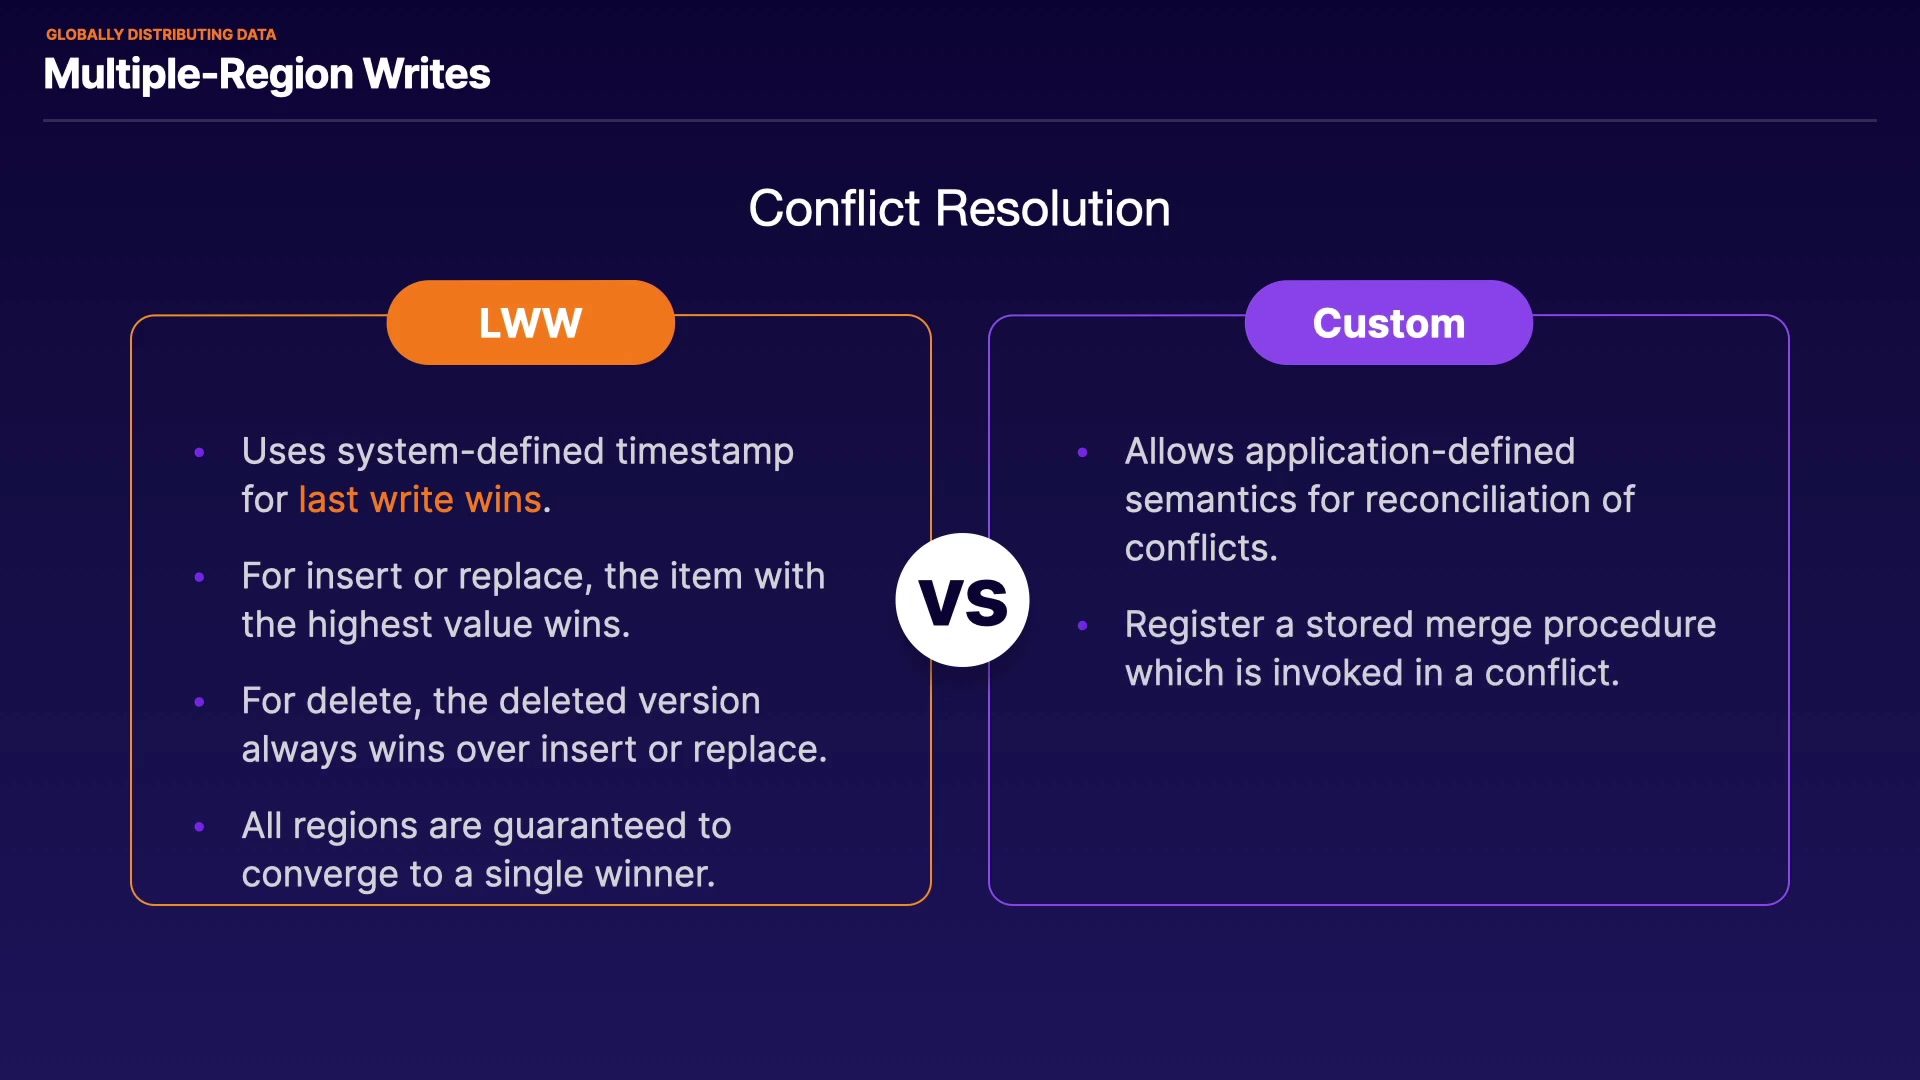 GLOBALLY DISTRIBUTING DATA
Multiple-Region Writes
Conflict Resolution
LWW
Uses system-defined timestamp
for last write wins.
For insert or replace, the item with
the highest value wins.
For delete, the deleted version
always wins over insert or replace.
All regions are guaranteed to
converge to a single winner.
VS
Custom
Allows application-defined
semantics for reconciliation of
conflicts.
Register a stored merge procedure
which is invoked in a conflict.